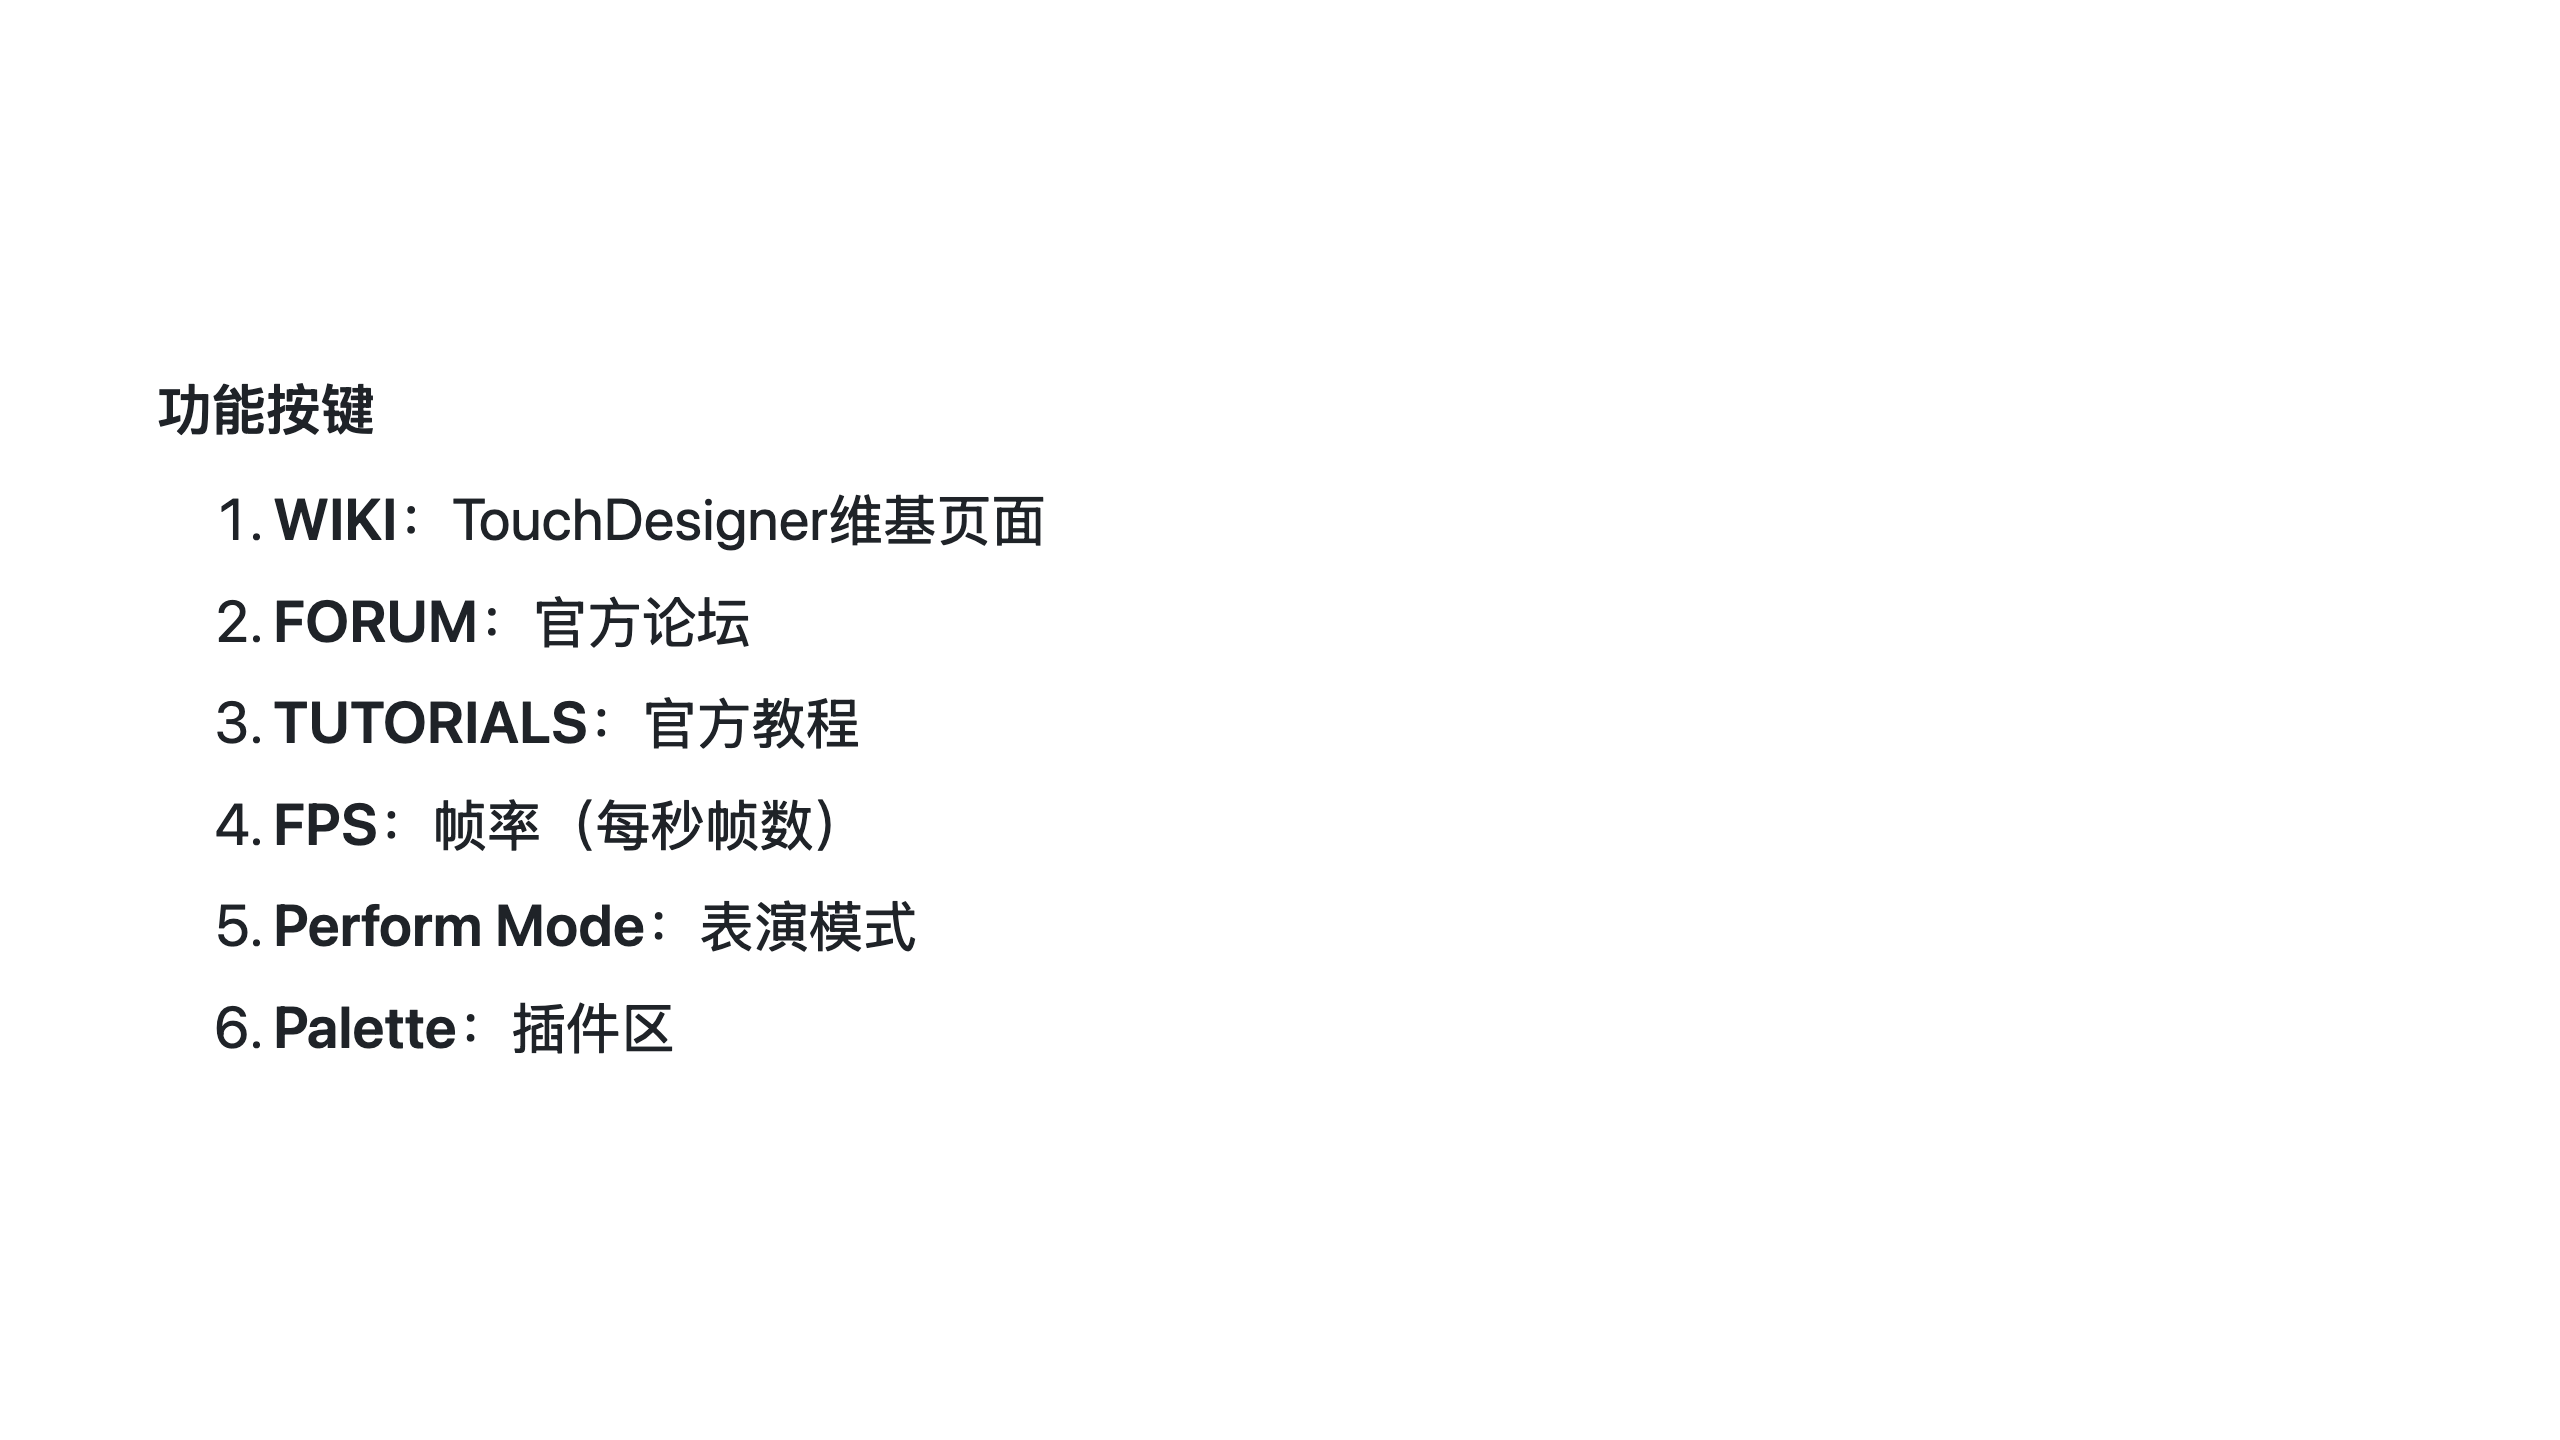 功能按键
1. WIKI：TouchDesigner维基页面
2. FORUM：官方论坛
3. TUTORIALS：官方教程
4. FPS：帧率（每秒帧数）
5. Perform Mode：表演模式
6. Palette：插件区